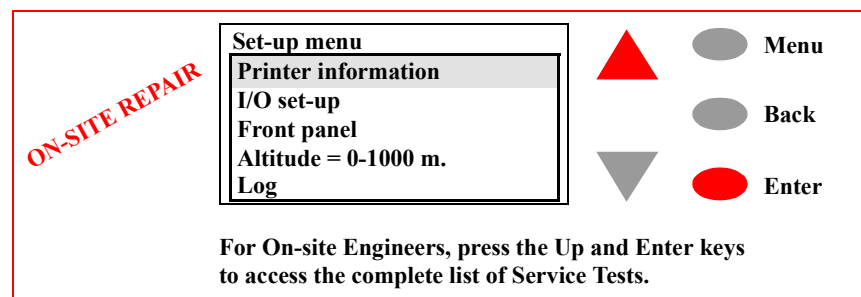 ON-SITE REPAIR
Set-up menu
Printer information
I/O set-up
Front panel
Altitude = 0-1000 m.
Log
Menu
Back
Enter
For On-site Engineers, press the Up and Enter keys
to access the complete list of Service Tests.